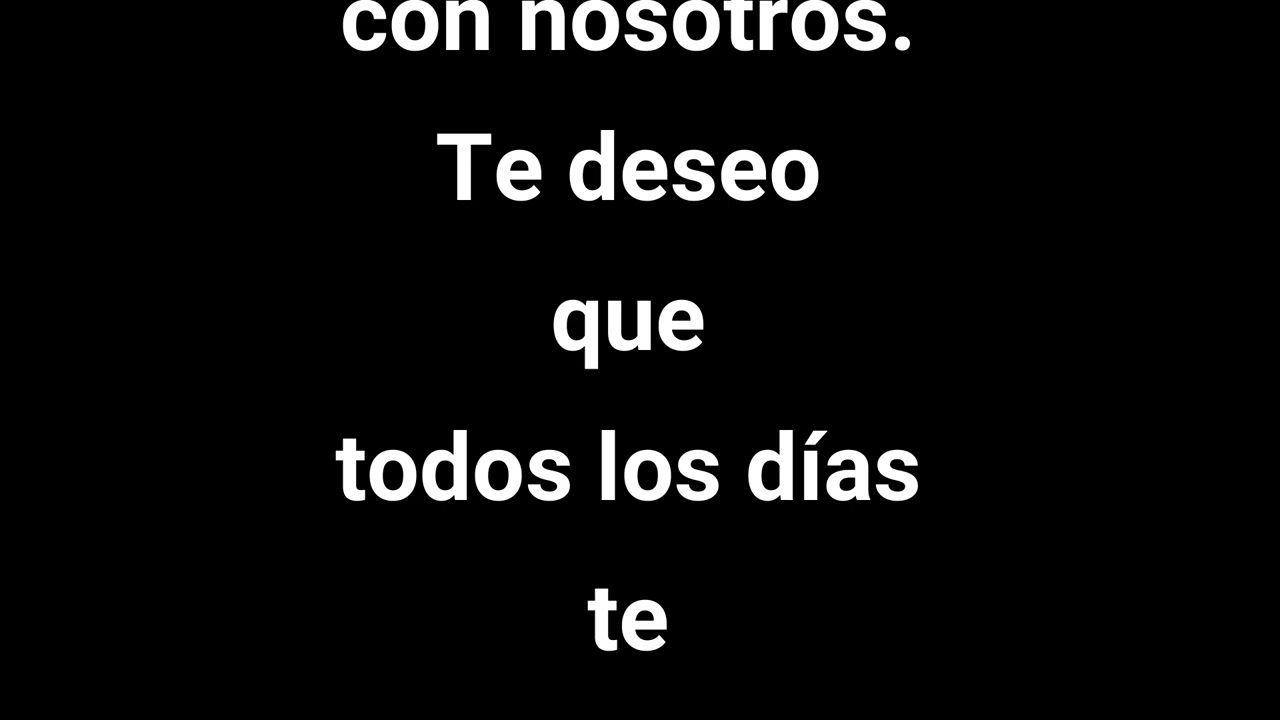 con nosotros.
Te deseo
que
todos los días
te